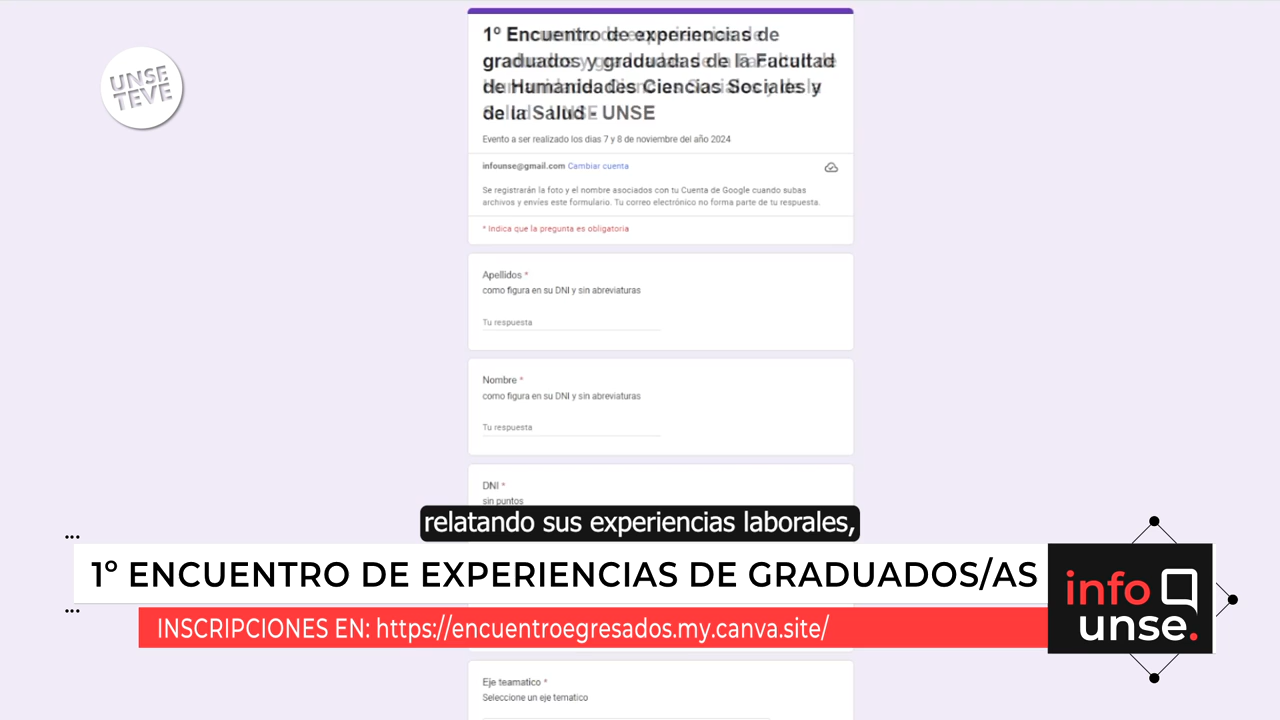 UNSE
TEVE
1º Encuentro de experiencias de
graduados y graduadas de la Facultad
de Humanidades Ciencias Sociales y
de la Salud - UNSE
Evento a ser realizado los dias 7 y 8 de noviembre del año 2024
infounse@gmail.com Cambiar cuenta
Se registrarán la foto y el nombre asociados con tu Cuenta de Google cuando subas
archivos y envíes este formulario. Tu correo electrónico no forma parte de tu respuesta.
* Indica que la pregunta es obligatoria
Apellidos *
como figura en su DNI y sin abreviaturas
Tu respuesta
Nombre *
como figura en su DNI y sin abreviaturas
Tu respuesta
DNI *
sin puntos
relatando sus experiencias laborales,
1º ENCUENTRO DE EXPERIENCIAS DE GRADUADOS/AS
INSCRIPCIONES EN: https://encuentroegresados.my.canva.site/
info
unse.
Eje teamatico *
Seleccione un eje tematico